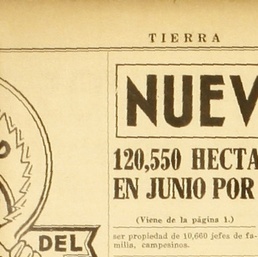 TIERRA
NUEV
120,550 HECTA
EN JUNIO POR
(Viene de la página 1.)
ser propiedad de 10,660 jefes de fa-
milia, campesinos.
DEL